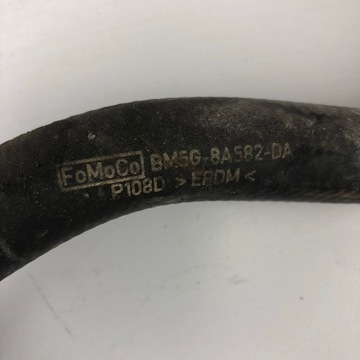 FoMoCo BM5G-8A582-DA
P108D >EPDM<